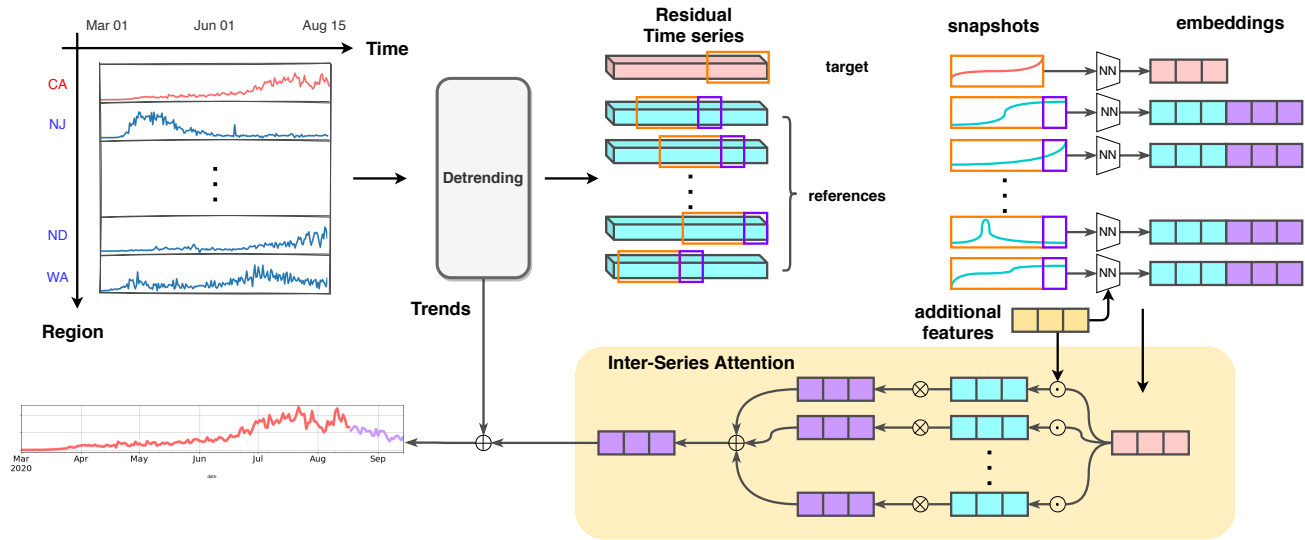 Mar 01 Jun 01 Aug 15
Time
CA
NJ
ND
WA
Region
Detrending
Trends
Residual
Time series
target
references
snapshots
embeddings
NN
NN
NN
NN
NN
additional
features
Inter-Series Attention
Mar Apr May Jun Jul Aug Sep
2020
date